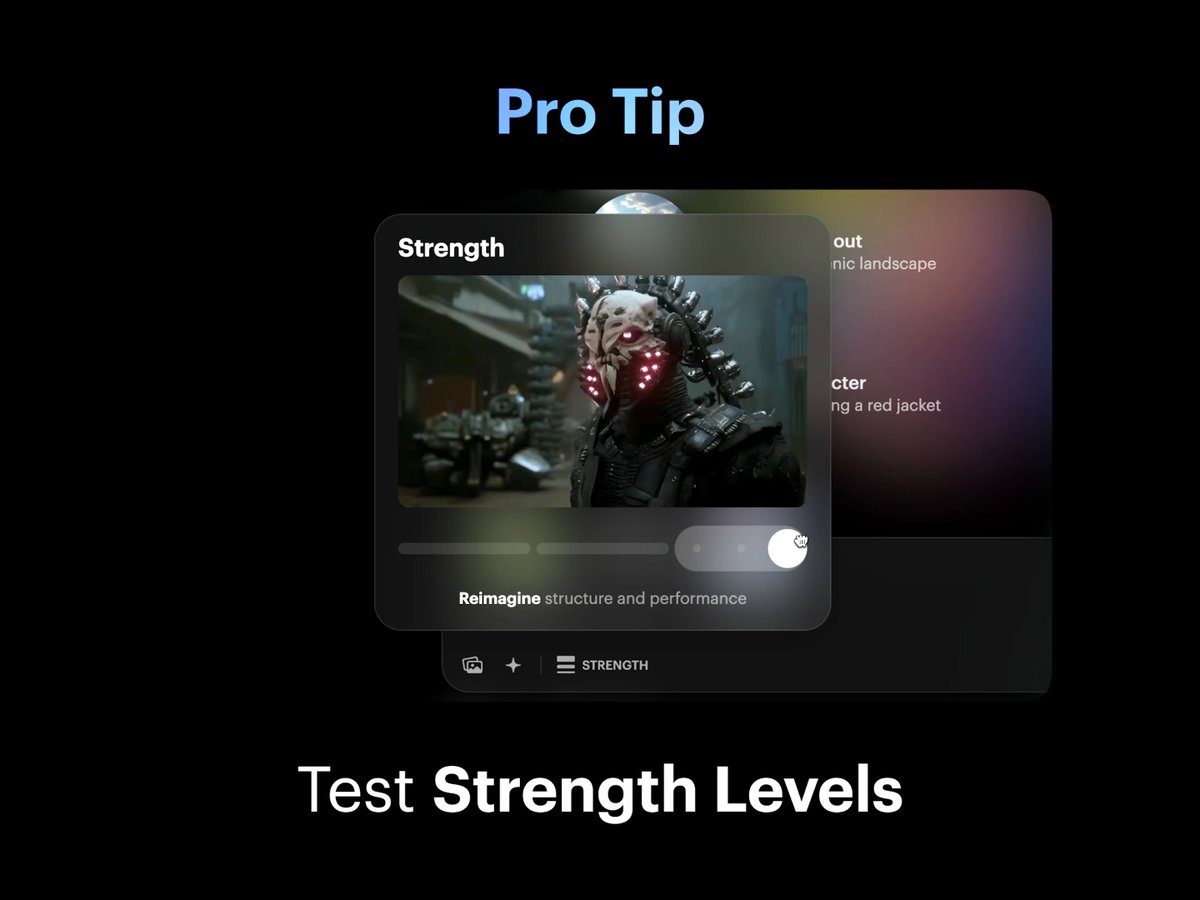 Pro Tip
Strength
out
enic landscape
cter
ng a red jacket
Reimagine structure and performance
STRENGTH
Test Strength Levels